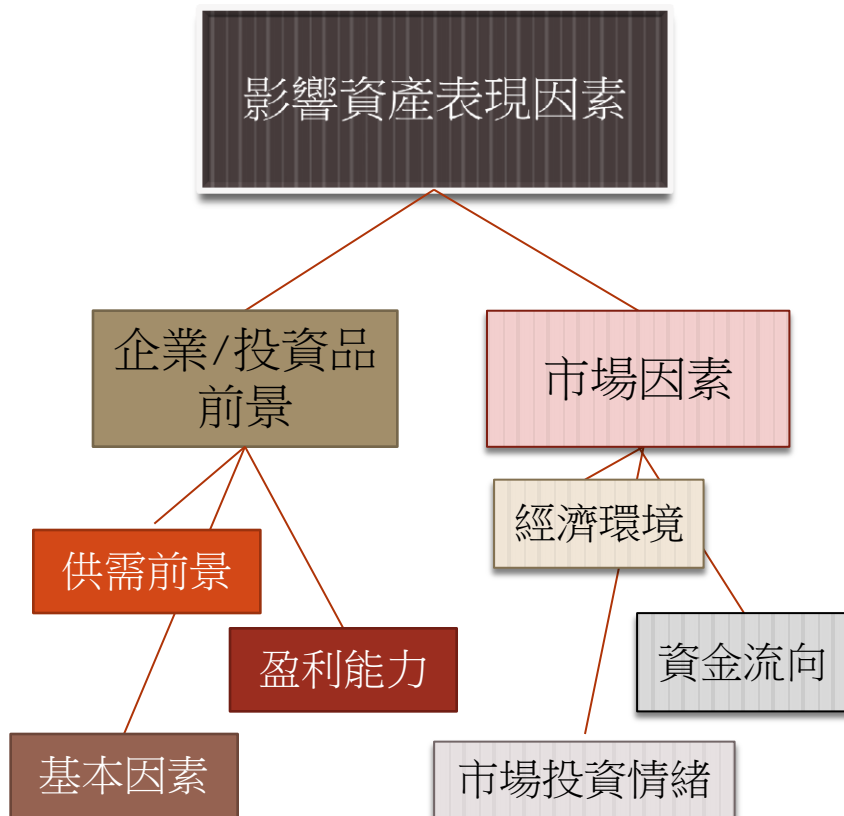 影響資產表現因素
企業/投資品
前景
市場因素
經濟環境
供需前景
盈利能力
資金流向
基本因素
市場投資情緒